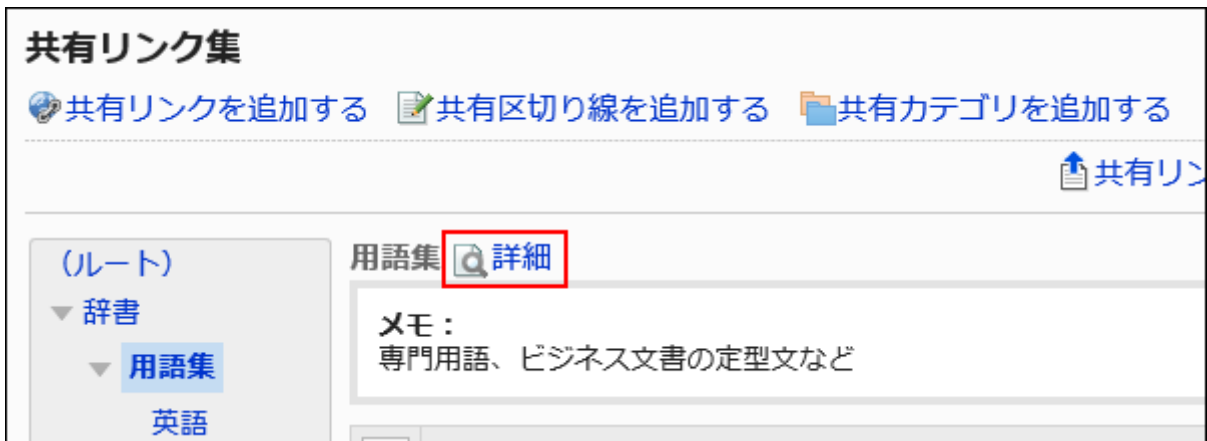 共有リンク集
共有リンクを追加する 共有区切り線を追加する 共有カテゴリを追加する
共有リン
(ルート)
辞書
用語集
英語
用語集 詳細
メモ:
専門用語、ビジネス文書の定型文など